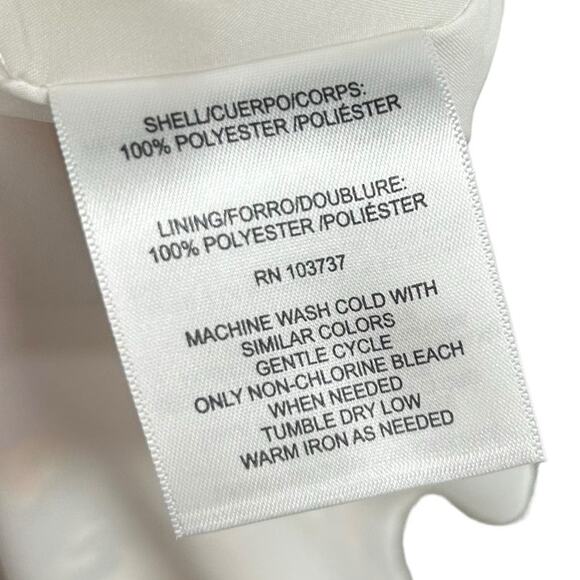 SHELL/CUERPO/CORPS:
100% POLYESTER /POLIÉSTER
LINING/FORRO/DOUBLURE:
100% POLYESTER /POLIÉSTER
RN 103737
MACHINE WASH COLD WITH
SIMILAR COLORS
GENTLE CYCLE
ONLY NON-CHLORINE BLEACH
WHEN NEEDED
TUMBLE DRY LOW
WARM IRON AS NEEDED